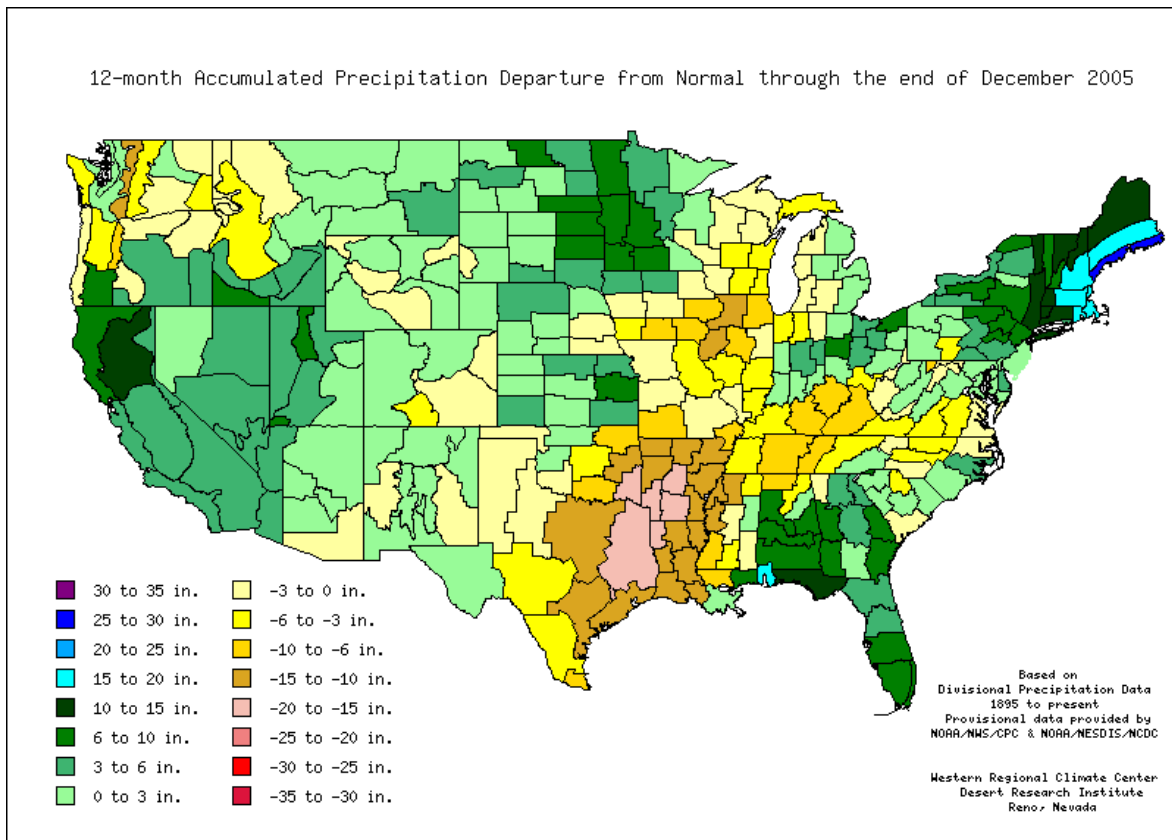 12-month Accumulated Precipitation Departure from Normal through the end of December 2005
30 to 35 in.
25 to 30 in.
20 to 25 in.
15 to 20 in.
10 to 15 in.
6 to 10 in.
3 to 6 in.
0 to 3 in.
-3 to 0 in.
-6 to -3 in.
-10 to -6 in.
-15 to -10 in.
-20 to -15 in.
-25 to -20 in.
-30 to -25 in.
-35 to -30 in.
Based on
Divisional Precipitation Data
1895 to present
Provisional data provided by
NOAA/NWS/CPC & NOAA/NESDIS/NCDC
Western Regional Climate Center
Desert Research Institute
Reno, Nevada